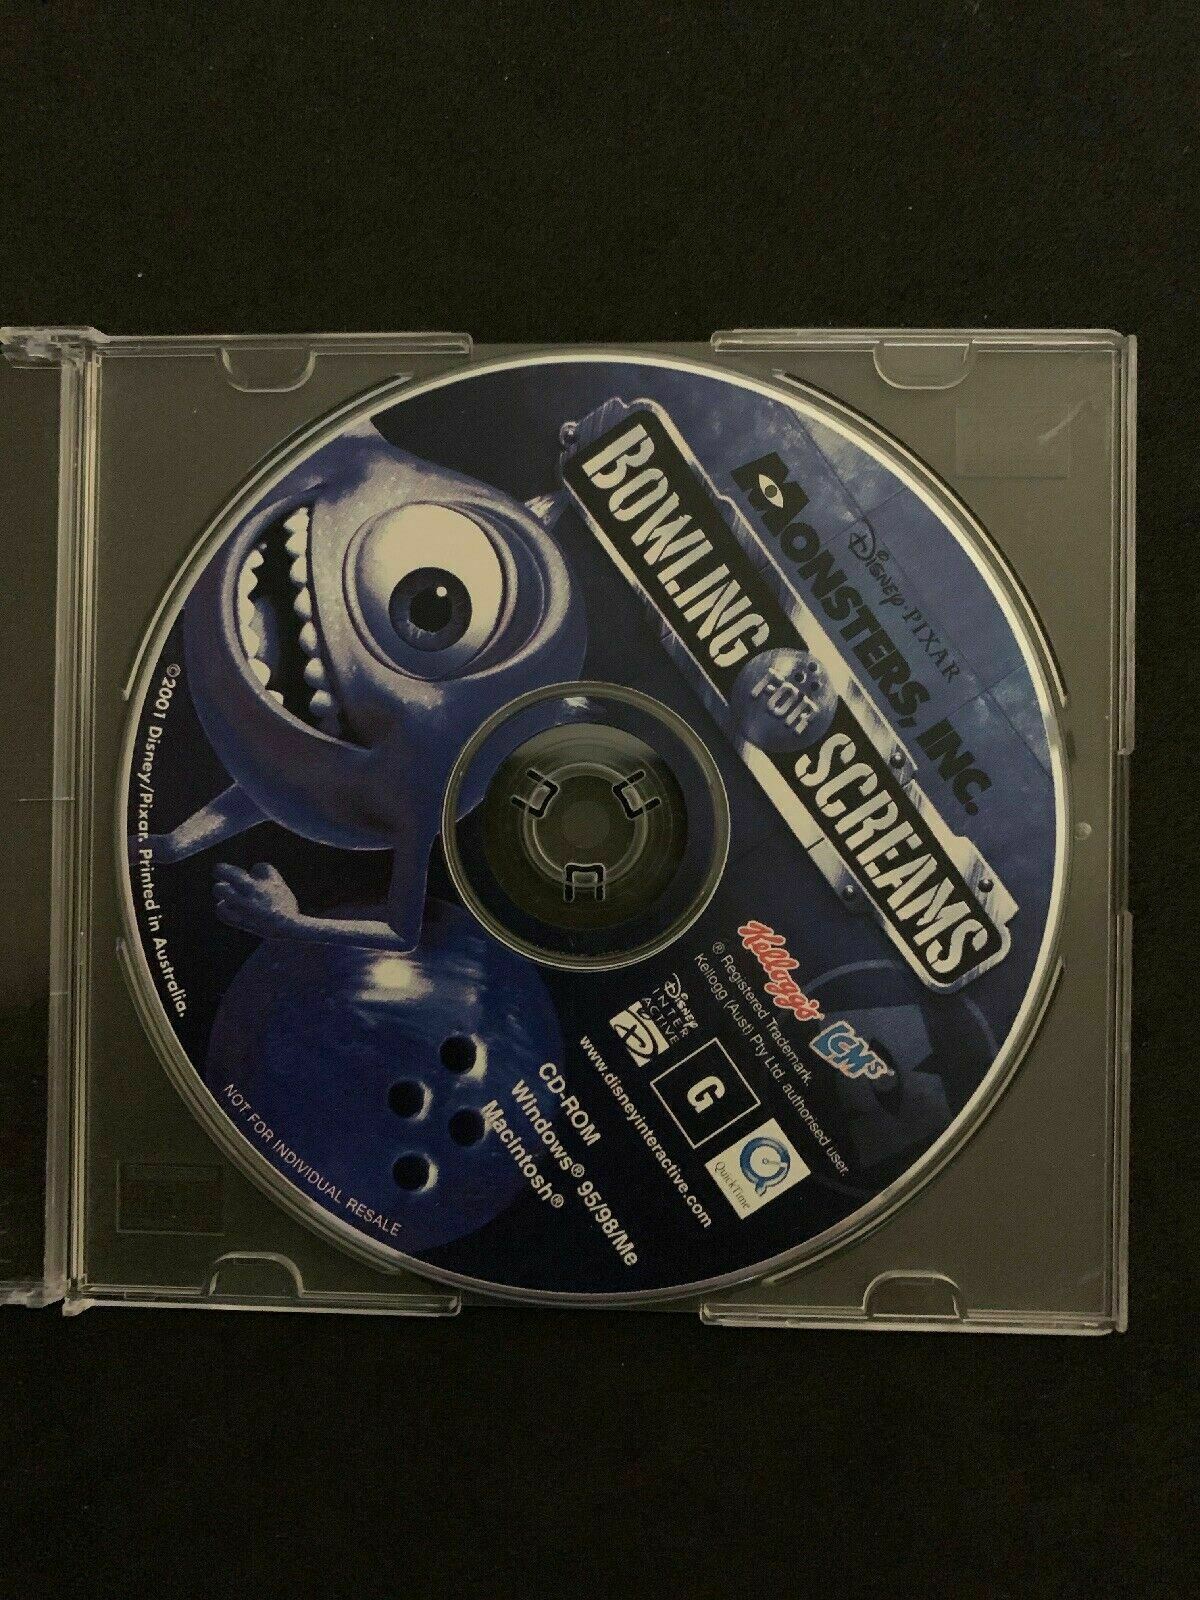 Disney·PIXAR
MONSTERS, INC.
BOWLING
FOR
SCREAMS
Kellogg's
LCMs
® Registered Trademark.
Kellogg (Aust) Pty Ltd. authorised user.
Disney
INTER
ACTIVE
G
QuickTime
www.disneyinteractive.com
CD-ROM
Windows® 95/98/Me
Macintosh®
NOT FOR INDIVIDUAL RESALE
©2001 Disney/Pixar. Printed in Australia.